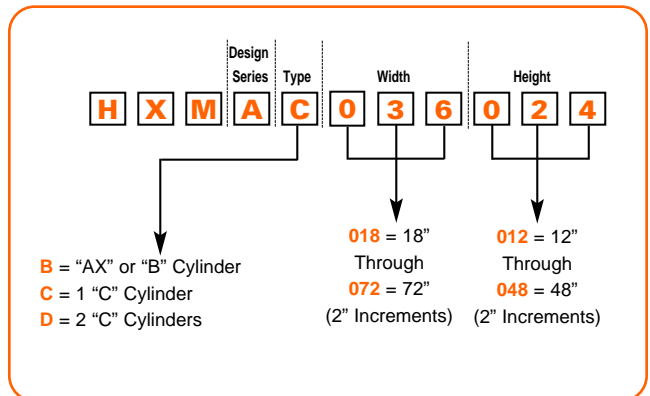 Design
Series Type Width Height
H X M A C 0 3 6 0 2 4
B = “AX” or “B” Cylinder
C = 1 “C” Cylinder
D = 2 “C” Cylinders
018 = 18”
Through
072 = 72”
(2” Increments)
012 = 12”
Through
048 = 48”
(2” Increments)